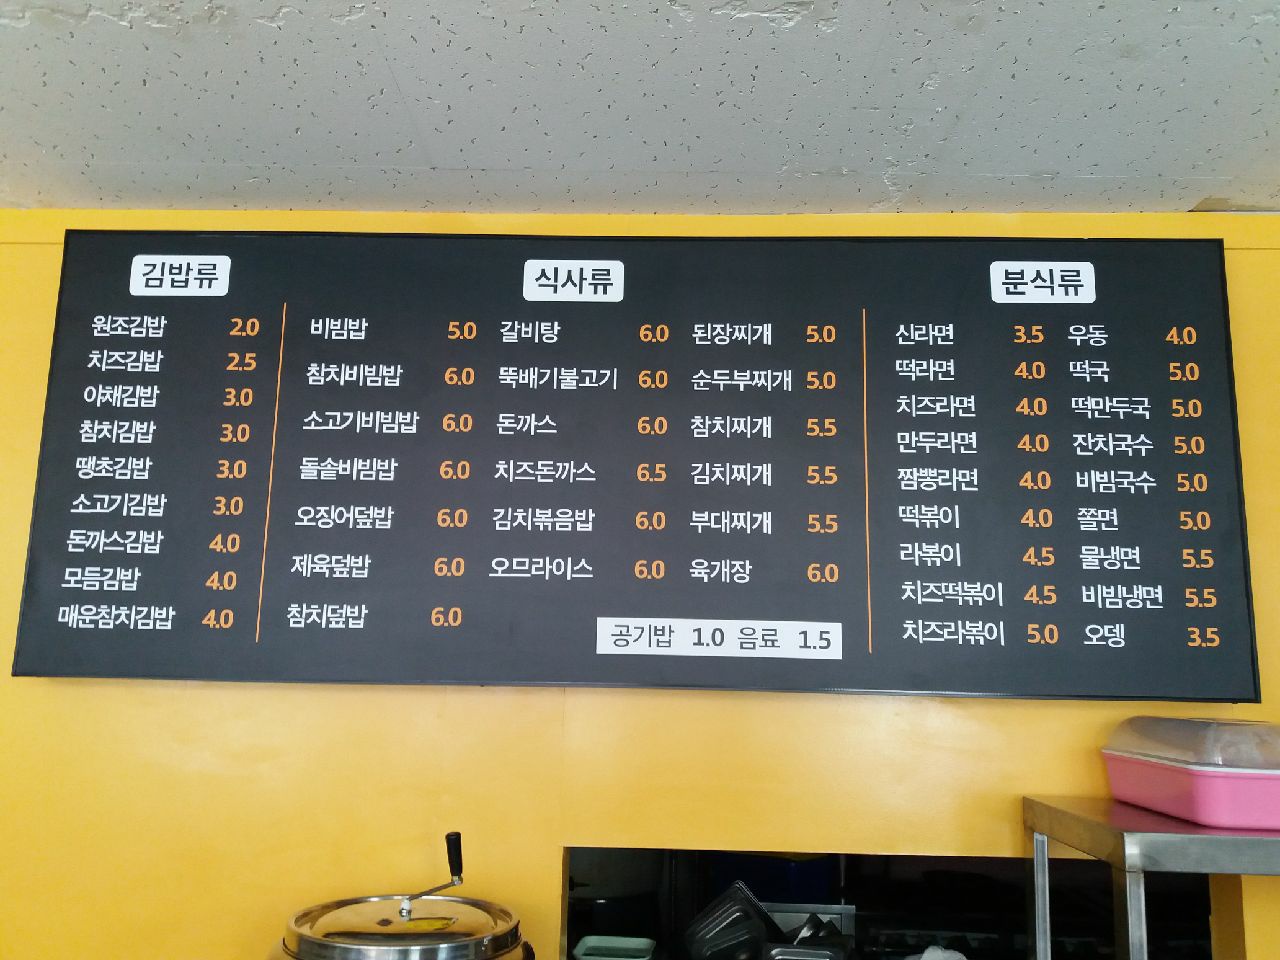 김밥류
원조김밥 2.0
치즈김밥 2.5
야채김밥 3.0
참치김밥 3.0
땡초김밥 3.0
소고기김밥 3.0
돈까스김밥 4.0
모듬김밥 4.0
매운참치김밥 4.0
식사류
비빔밥 5.0
참치비빔밥 6.0
소고기비빔밥 6.0
돌솥비빔밥 6.0
오징어덮밥 6.0
제육덮밥 6.0
참치덮밥 6.0
갈비탕 6.0
뚝배기불고기 6.0
돈까스 6.0
치즈돈까스 6.5
김치볶음밥 6.0
오므라이스 6.0
된장찌개 5.0
순두부찌개 5.0
참치찌개 5.5
김치찌개 5.5
부대찌개 5.5
육개장 6.0
공기밥 1.0 음료 1.5
분식류
신라면 3.5
떡라면 4.0
치즈라면 4.0
만두라면 4.0
짬뽕라면 4.0
떡볶이 4.0
라볶이 4.5
치즈떡볶이 4.5
치즈라볶이 5.0
우동 4.0
떡국 5.0
떡만두국 5.0
잔치국수 5.0
비빔국수 5.0
쫄면 5.0
물냉면 5.5
비빔냉면 5.5
오뎅 3.5